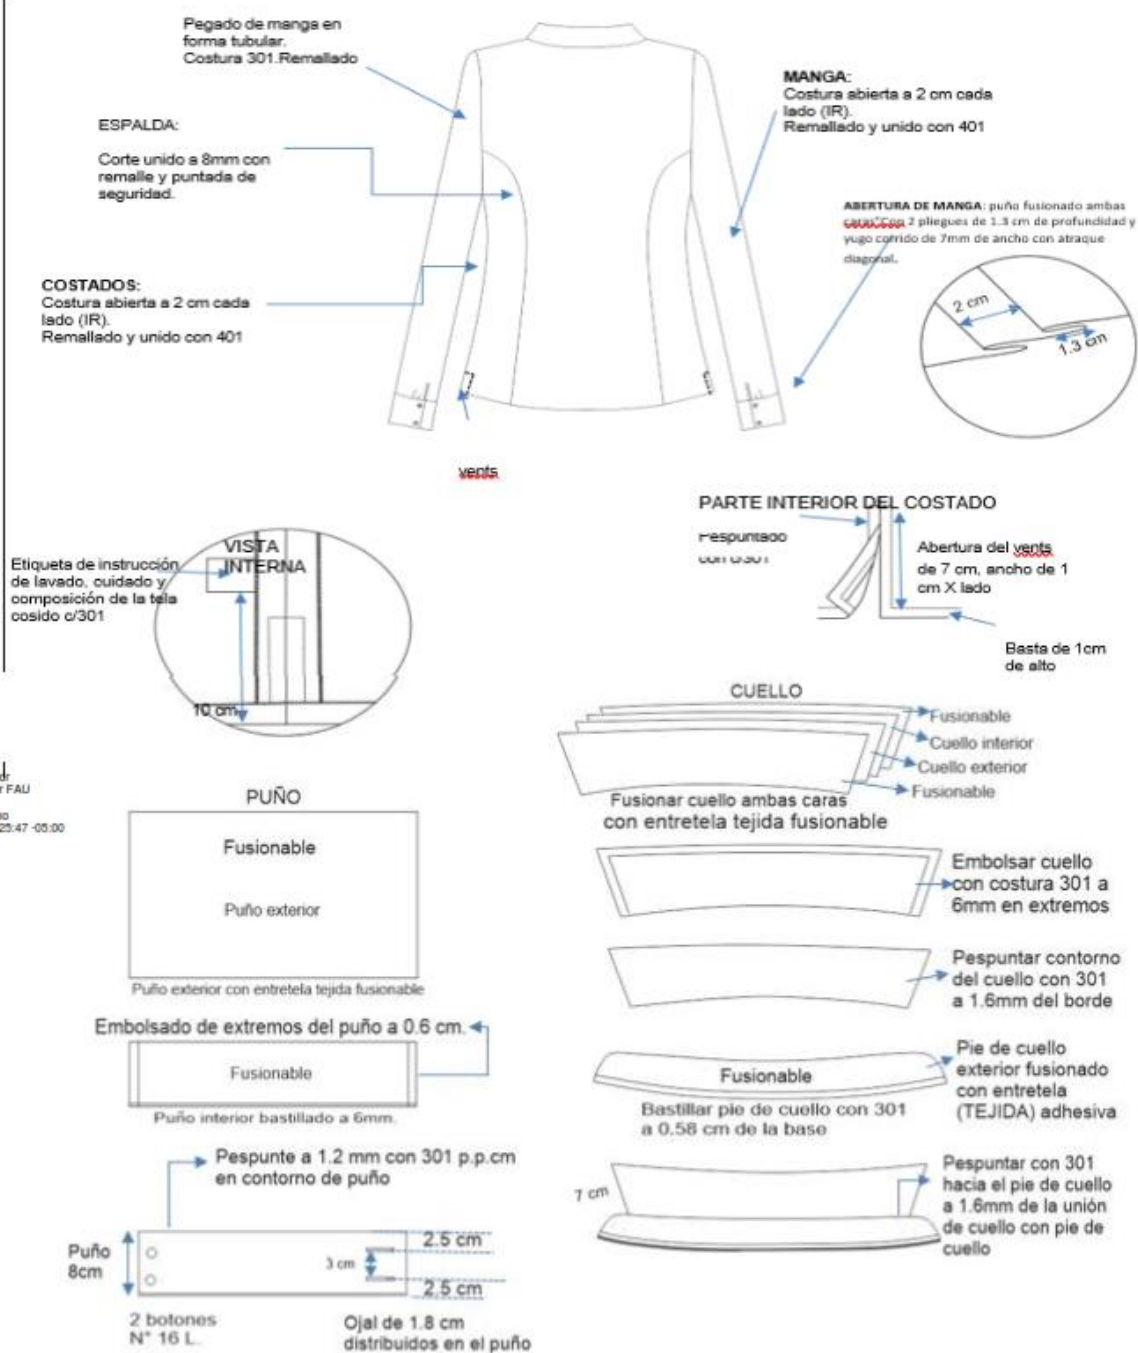 Pegado de manga en
forma tubular.
Costura 301.Remallado
MANGA:
Costura abierta a 2 cm cada
lado (IR).
Remallado y unido con 401
ESPALDA:
Corte unido a 8mm con
remalle y puntada de
seguridad.
ABERTURA DE MANGA: puño fusionado ambas
caras"Con 2 pliegues de 1.3 cm de profundidad y
yugo corrido de 7mm de ancho con atraque
diagonal.
2 cm
1.3 cm
COSTADOS:
Costura abierta a 2 cm cada
lado (IR).
Remallado y unido con 401
vents
PARTE INTERIOR DEL COSTADO
Pespuntado
con
Abertura del vents
de 7 cm, ancho de 1
cm X lado
Basta de 1cm
de alto
VISTA
INTERNA
Etiqueta de instrucción
de lavado, cuidado y
composición de la tela
cosido c/301
10 cm
r FAU
25:47 -05:00
CUELLO
Fusionable
Cuello interior
Cuello exterior
Fusionable
Fusionar cuello ambas caras
con entretela tejida fusionable
Embolsar cuello
con costura 301 a
6mm en extremos
Pespuntar contorno
del cuello con 301
a 1.6mm del borde
Pie de cuello
exterior fusionado
con entretela
(TEJIDA) adhesiva
Fusionable
Bastillar pie de cuello con 301
a 0.58 cm de la base
Pespuntar con 301
hacia el pie de cuello
a 1.6mm de la unión
de cuello con pie de
cuello
7 cm
PUÑO
Fusionable
Puño exterior
Puño exterior con entretela tejida fusionable
Embolsado de extremos del puño a 0.6 cm.
Fusionable
Puño interior bastillado a 6mm.
Pespunte a 1.2 mm con 301 p.p.cm
en contorno de puño
Puño
8cm
2.5 cm
3 cm
2.5 cm
2 botones
N° 16 L.
Ojal de 1.8 cm
distribuidos en el puño